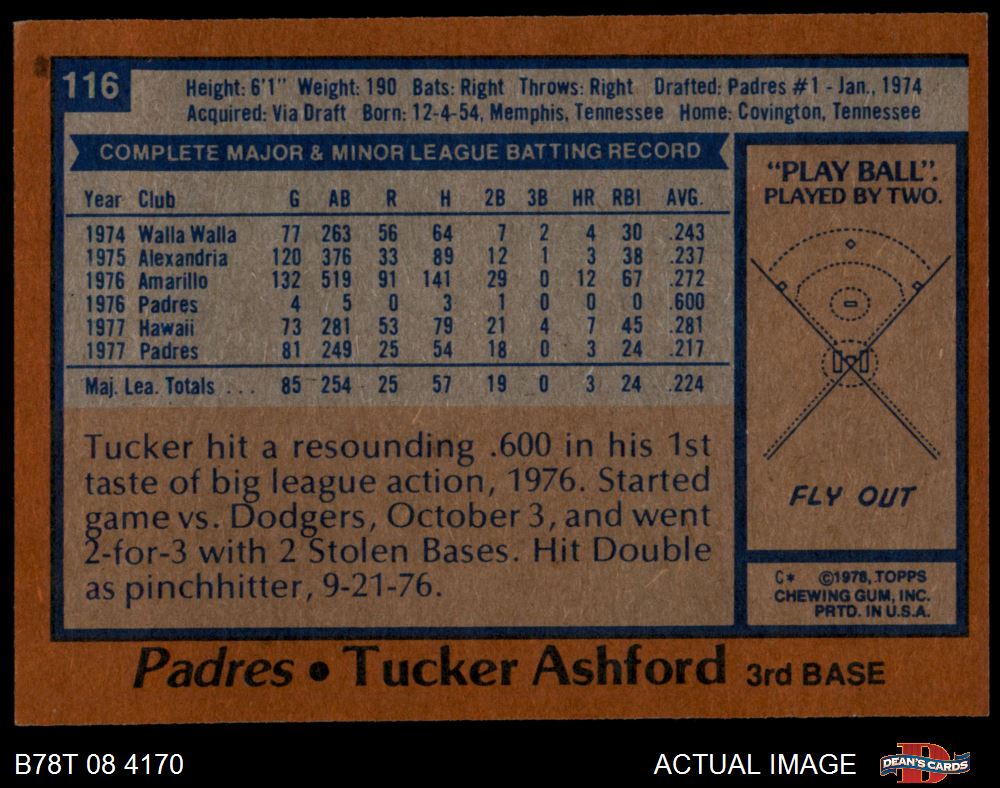 116
Height: 6'1" Weight: 190 Bats: Right Throws: Right Drafted: Padres #1 - Jan., 1974
Acquired: Via Draft Born: 12-4-54, Memphis, Tennessee Home: Covington, Tennessee
COMPLETE MAJOR & MINOR LEAGUE BATTING RECORD
Year Club G AB R H 2B 3B HR RBI AVG.
1974 Walla Walla 77 263 56 64 7 2 4 30 .243
1975 Alexandria 120 376 33 89 12 1 3 38 .237
1976 Amarillo 132 519 91 141 29 0 12 67 .272
1976 Padres 4 5 0 3 1 0 0 0 .600
1977 Hawaii 73 281 53 79 21 4 7 45 .281
1977 Padres 81 249 25 54 18 0 3 24 .217
Maj. Lea. Totals ... 85 254 25 57 19 0 3 24 .224
Tucker hit a resounding .600 in his 1st
taste of big league action, 1976. Started
game vs. Dodgers, October 3, and went
2-for-3 with 2 Stolen Bases. Hit Double
as pinchhitter, 9-21-76.
"PLAY BALL".
PLAYED BY TWO.
FLY OUT
C* ©1978, TOPPS
CHEWING GUM, INC.
PRTD. IN U.S.A.
Padres • Tucker Ashford 3rd BASE
B78T 08 4170
ACTUAL IMAGE
D
DEAN'S CARDS